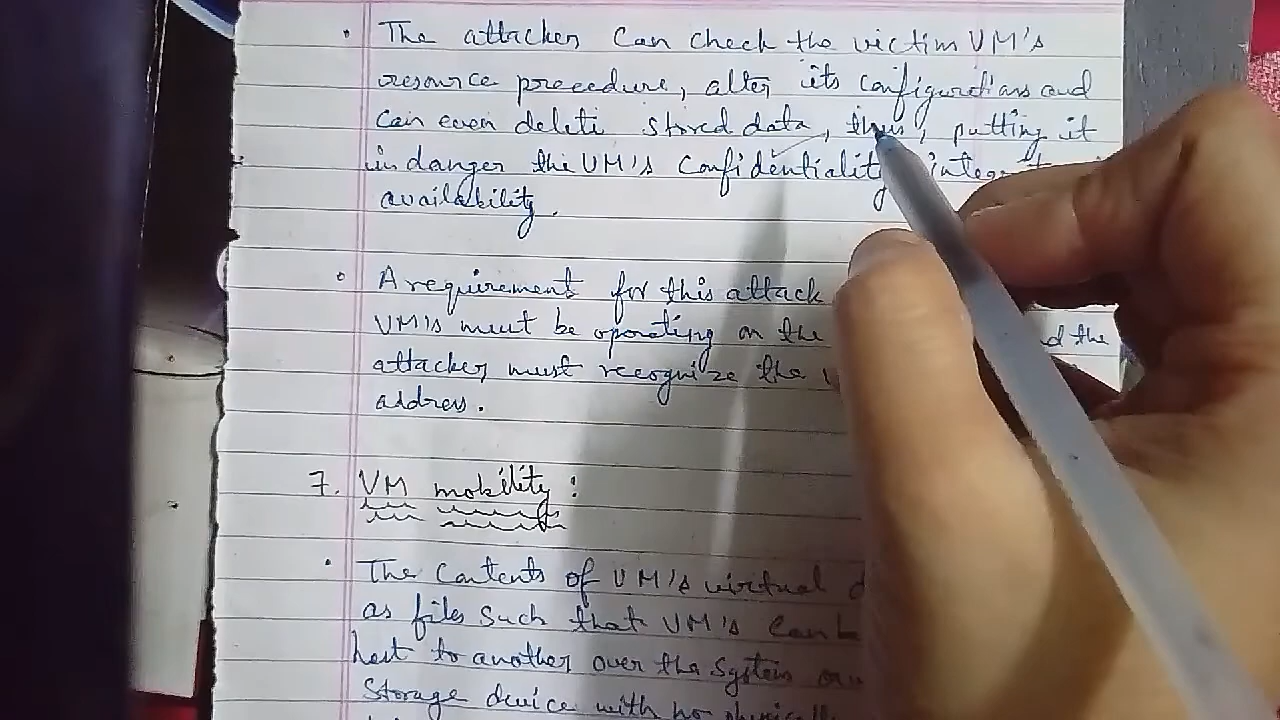 • The attacker can check the victim VM's
resource procedure, alter its configurations and
can even delete stored data, thus, putting it
in danger the VM's confidentiality
availability.
• A requirement for this attack
VM's must be operating on the
attacker must recognize the
address.
7. VM mobility :
• The contents of VM's virtual
as files such that VM's can
host to another over the system
storage device with no physically